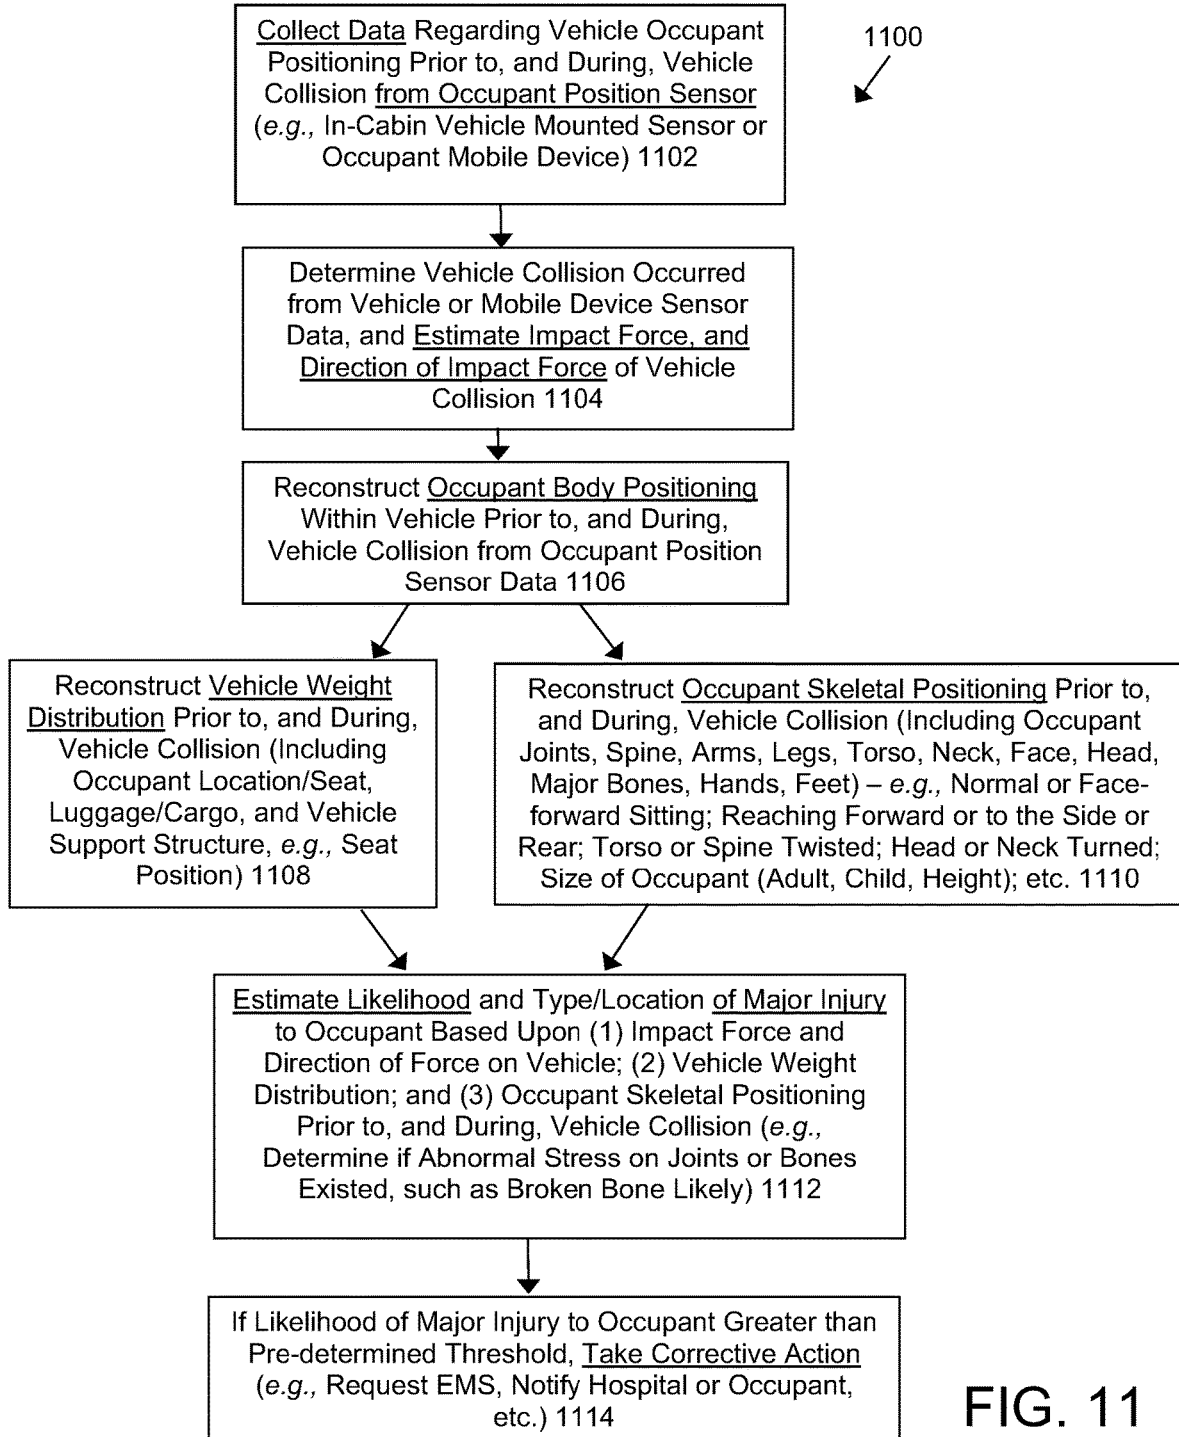 Collect Data Regarding Vehicle Occupant
Positioning Prior to, and During, Vehicle
Collision from Occupant Position Sensor
(e.g., In-Cabin Vehicle Mounted Sensor or
Occupant Mobile Device) 1102
1100
Determine Vehicle Collision Occurred
from Vehicle or Mobile Device Sensor
Data, and Estimate Impact Force, and
Direction of Impact Force of Vehicle
Collision 1104
Reconstruct Occupant Body Positioning
Within Vehicle Prior to, and During,
Vehicle Collision from Occupant Position
Sensor Data 1106
Reconstruct Vehicle Weight
Distribution Prior to, and During,
Vehicle Collision (Including
Occupant Location/Seat,
Luggage/Cargo, and Vehicle
Support Structure, e.g., Seat
Position) 1108
Reconstruct Occupant Skeletal Positioning Prior to,
and During, Vehicle Collision (Including Occupant
Joints, Spine, Arms, Legs, Torso, Neck, Face, Head,
Major Bones, Hands, Feet) – e.g., Normal or Face-
forward Sitting; Reaching Forward or to the Side or
Rear; Torso or Spine Twisted; Head or Neck Turned;
Size of Occupant (Adult, Child, Height); etc. 1110
Estimate Likelihood and Type/Location of Major Injury
to Occupant Based Upon (1) Impact Force and
Direction of Force on Vehicle; (2) Vehicle Weight
Distribution; and (3) Occupant Skeletal Positioning
Prior to, and During, Vehicle Collision (e.g.,
Determine if Abnormal Stress on Joints or Bones
Existed, such as Broken Bone Likely) 1112
If Likelihood of Major Injury to Occupant Greater than
Pre-determined Threshold, Take Corrective Action
(e.g., Request EMS, Notify Hospital or Occupant,
etc.) 1114
FIG. 11